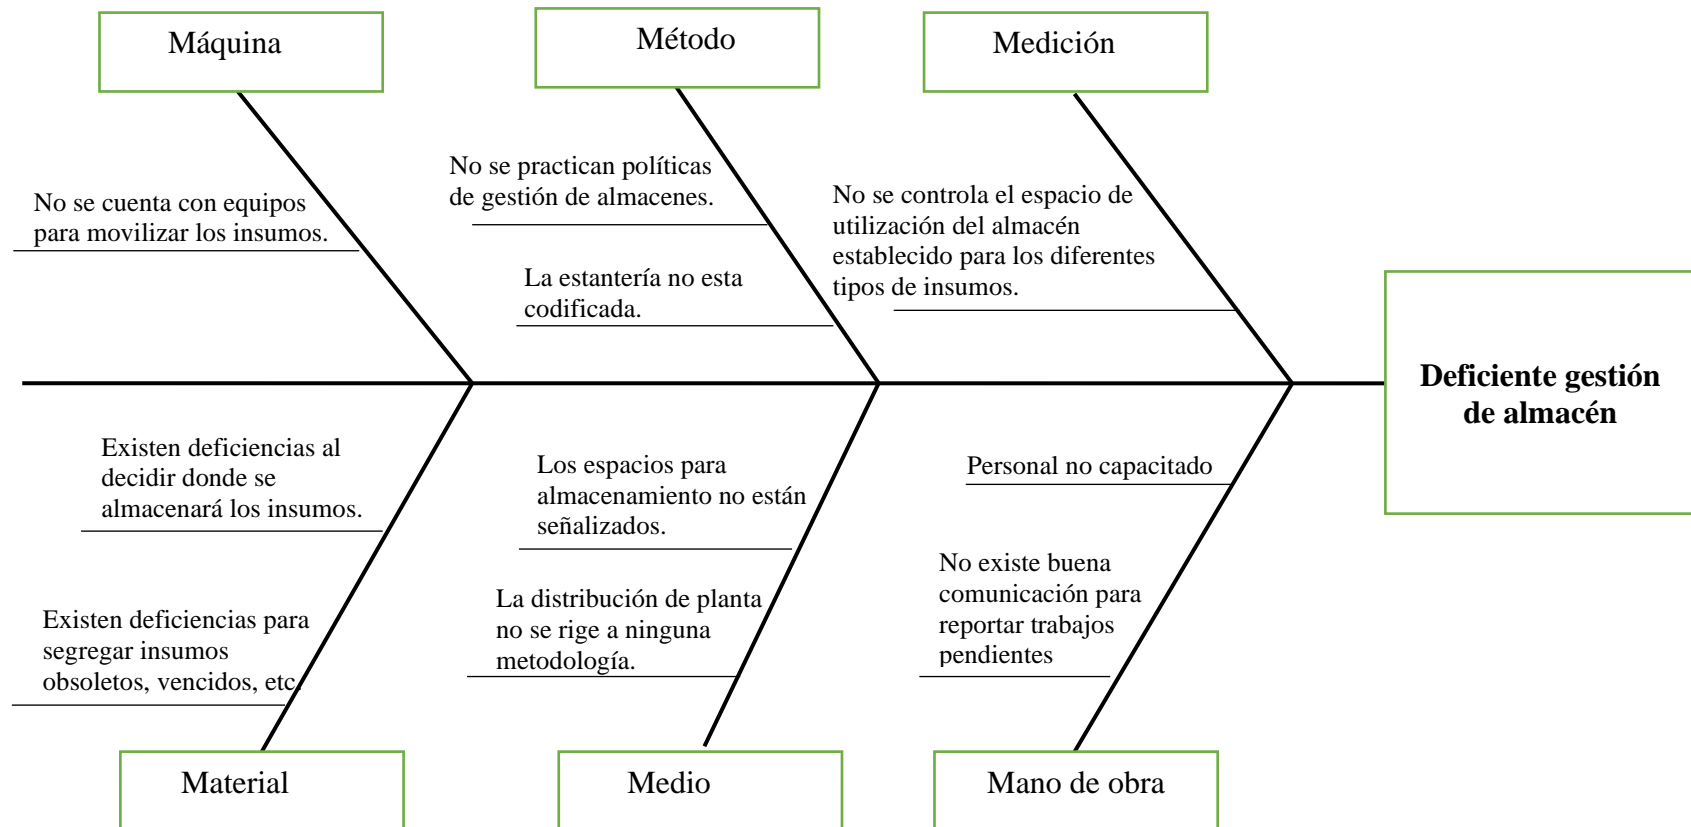 Máquina
Método
Medición
No se cuenta con equipos
para movilizar los insumos.
No se practican políticas
de gestión de almacenes.
La estantería no esta
codificada.
No se controla el espacio de
utilización del almacén
establecido para los diferentes
tipos de insumos.
Deficiente gestión
de almacén
Existen deficiencias al
decidir donde se
almacenará los insumos.
Existen deficiencias para
segregar insumos
obsoletos, vencidos, etc.
Los espacios para
almacenamiento no están
señalizados.
La distribución de planta
no se rige a ninguna
metodología.
Personal no capacitado
No existe buena
comunicación para
reportar trabajos
pendientes
Material
Medio
Mano de obra